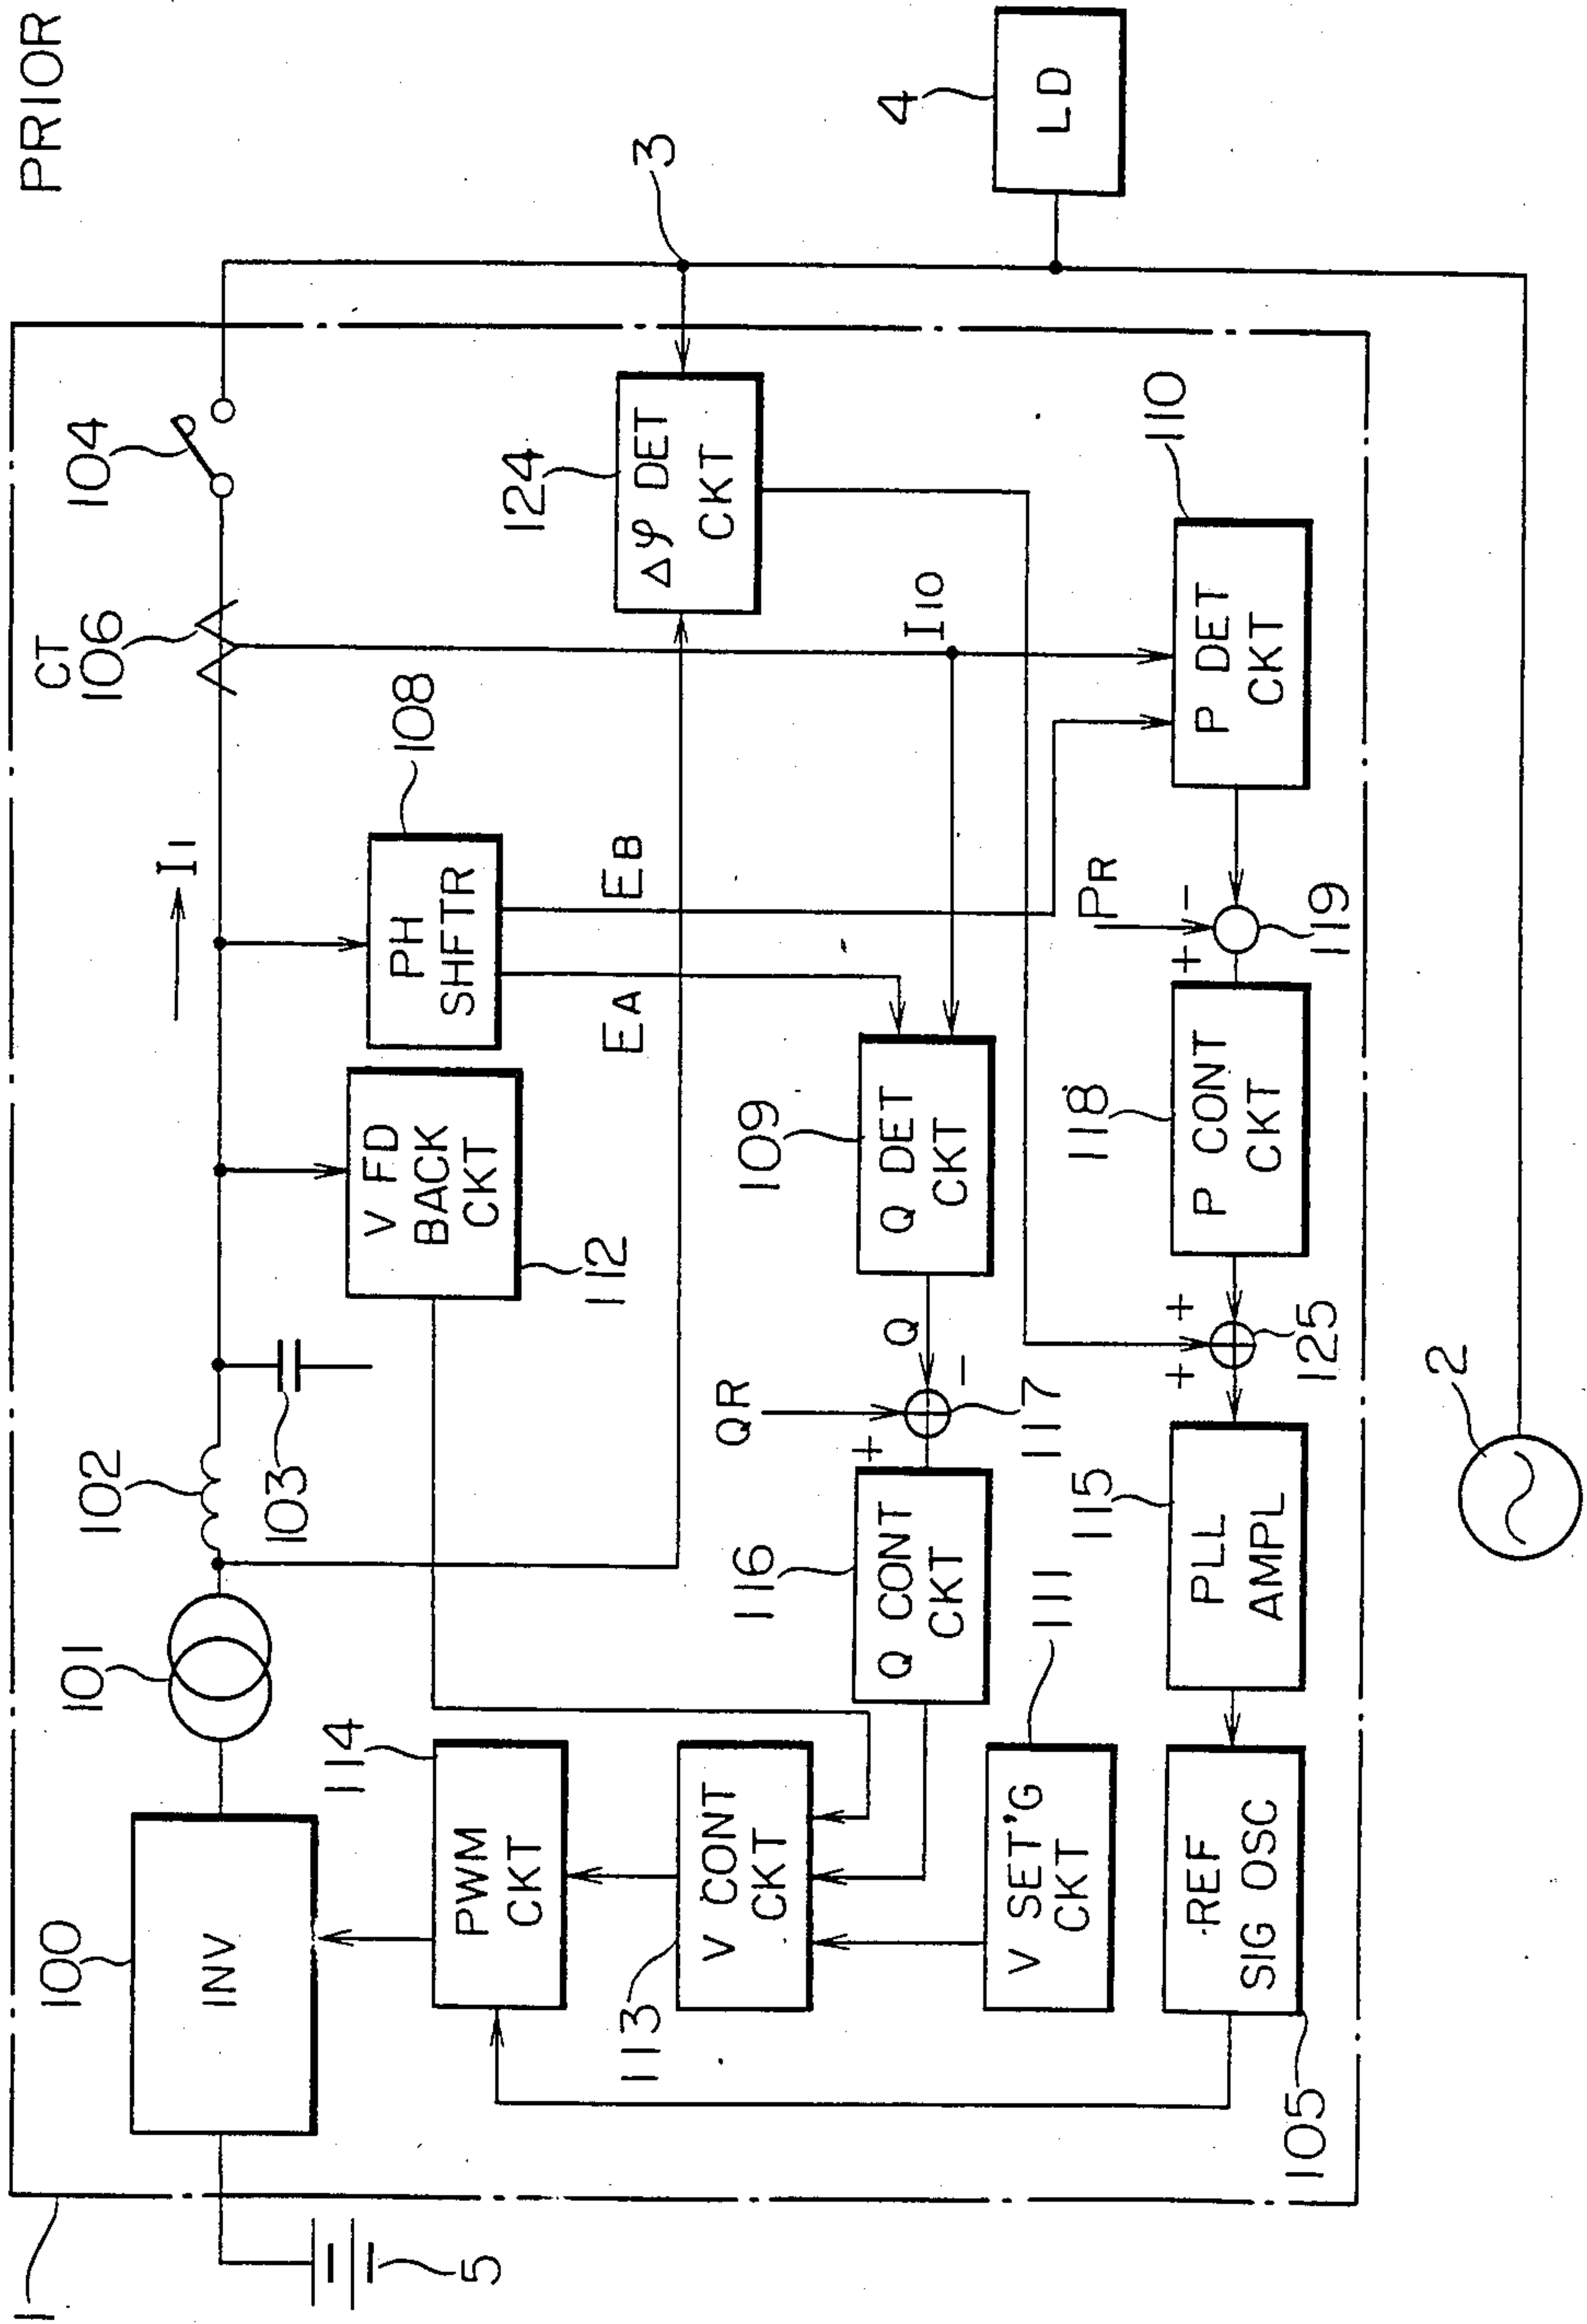 PRIOR
1
5
100
INV
101
102
103
I1
CT
106
104
114
PWM
CKT
V FD
BACK
CKT
112
PH
SHFTR
108
EA
EB
124
Δφ DET
CKT
3
113
V CONT
CKT
116
Q CONT
CKT
QR
+
-
117
Q
109
Q DET
CKT
I10
4
LD
111
V SET'G
CKT
105
REF
SIG OSC
115
PLL
AMPL
+
+
125
118
P CONT
CKT
+
-
PR
119
110
P DET
CKT
2